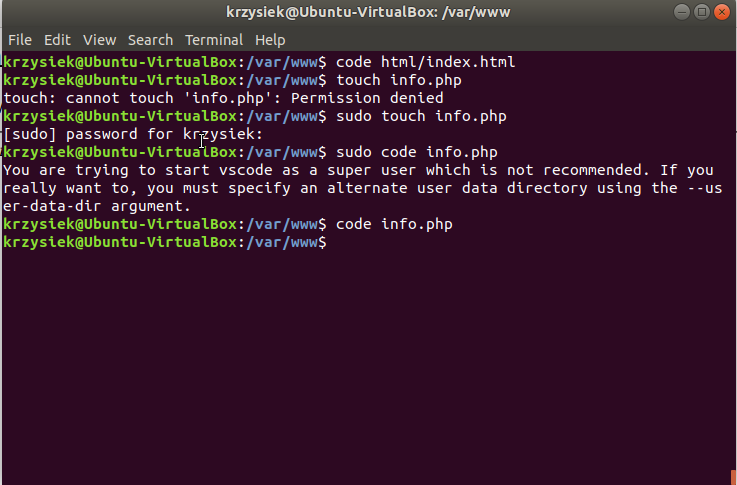 krzysiek@Ubuntu-VirtualBox: /var/www
File Edit View Search Terminal Help
krzysiek@Ubuntu-VirtualBox:/var/www$ code html/index.html
krzysiek@Ubuntu-VirtualBox:/var/www$ touch info.php
touch: cannot touch 'info.php': Permission denied
krzysiek@Ubuntu-VirtualBox:/var/www$ sudo touch info.php
[sudo] password for krzysiek:
krzysiek@Ubuntu-VirtualBox:/var/www$ sudo code info.php
You are trying to start vscode as a super user which is not recommended. If you
really want to, you must specify an alternate user data directory using the --us
er-data-dir argument.
krzysiek@Ubuntu-VirtualBox:/var/www$ code info.php
krzysiek@Ubuntu-VirtualBox:/var/www$